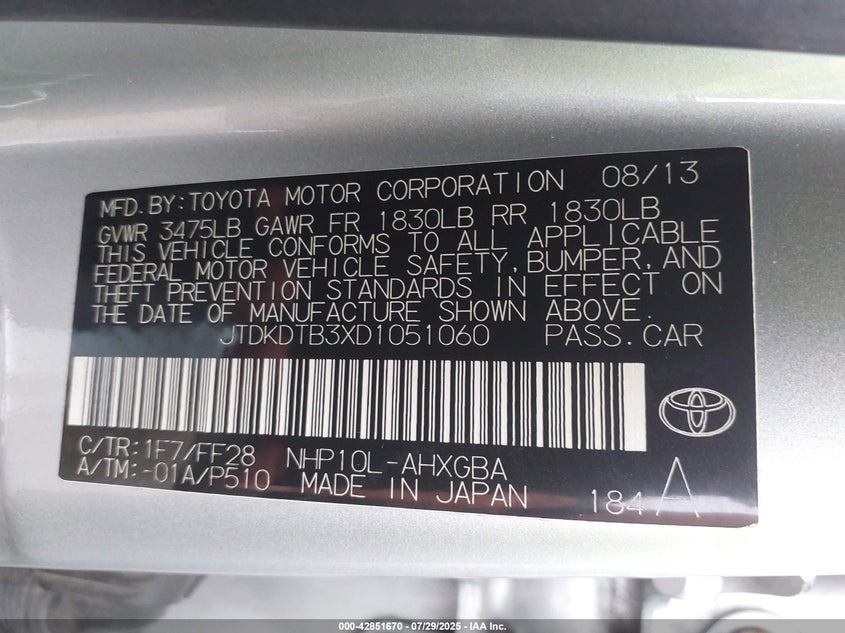 MFD.BY:TOYOTA MOTOR CORPORATION 08/13
GVWR 3475LB GAWR FR 1830LB RR 1830LB
THIS VEHICLE CONFORMS TO ALL APPLICABLE
FEDERAL MOTOR VEHICLE SAFETY,BUMPER,AND
THEFT PREVENTION STANDARDS IN EFFECT ON
THE DATE OF MANUFACTURE SHOWN ABOVE.
JTDKDTB3XD1051060 PASS.CAR
C/TR:1F7/FF28 NHP10L-AHXGBA
A/TM:-01A/P510 MADE IN JAPAN 184 A
000-42851670 - 07/29/2025 - IAA Inc.